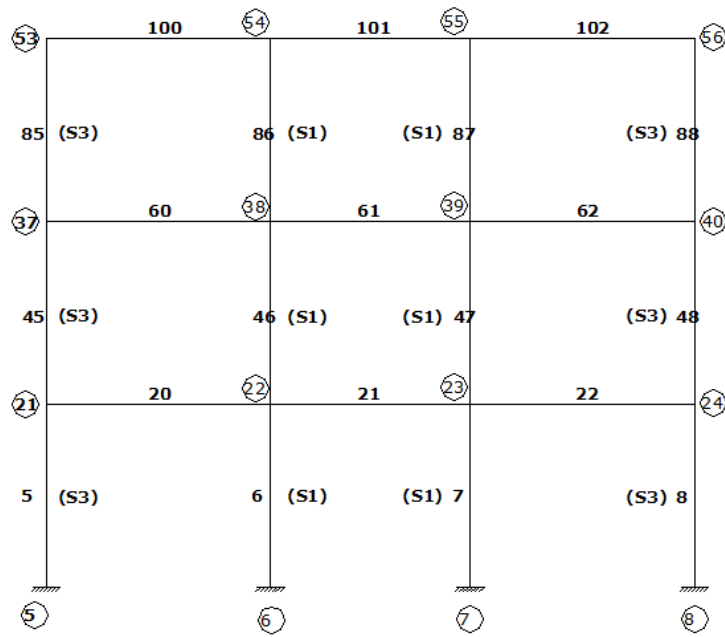 53 100 54 101 55 102 56
85 (S3) 86 (S1) (S1) 87 (S3) 88
37 60 38 61 39 62 40
45 (S3) 46 (S1) (S1) 47 (S3) 48
21 20 22 21 23 22 24
5 (S3) 6 (S1) (S1) 7 (S3) 8
5 6 7 8